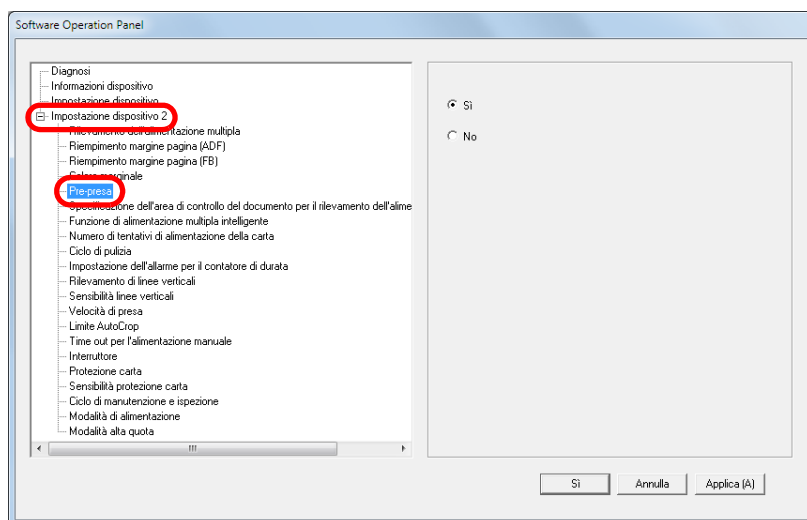 Software Operation Panel
Diagnosi
Informazioni dispositivo
Impostazione dispositivo
Impostazione dispositivo 2
Rilevamento dell'alimentazione multipla
Riempimento margine pagina (ADF)
Riempimento margine pagina (FB)
Colore marginale
Pre-presa
Specificazione dell'area di controllo del documento per il rilevamento dell'alime
Funzione di alimentazione multipla intelligente
Numero di tentativi di alimentazione della carta
Ciclo di pulizia
Impostazione dell'allarme per il contatore di durata
Rilevamento di linee verticali
Sensibilità linee verticali
Velocità di presa
Limite AutoCrop
Time out per l'alimentazione manuale
Interruttore
Protezione carta
Sensibilità protezione carta
Ciclo di manutenzione e ispezione
Modalità di alimentazione
Modalità alta quota
Sì
No
Sì Annulla Applica (A)